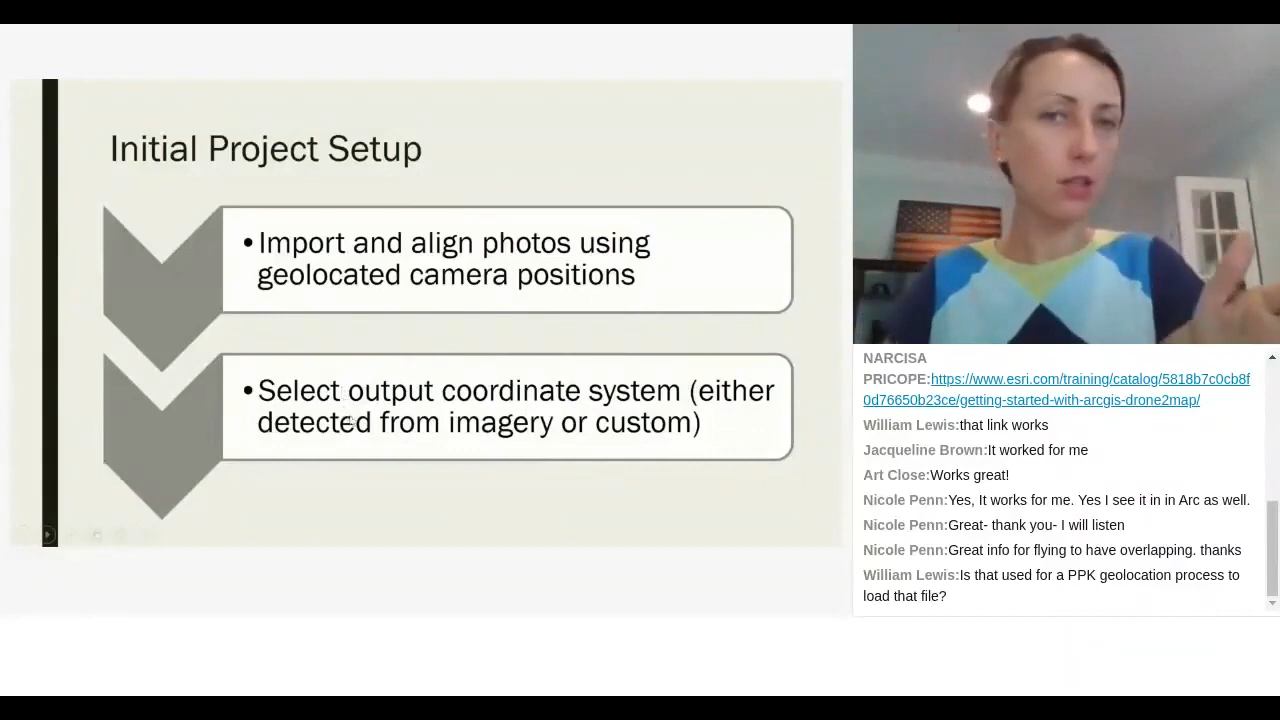 Initial Project Setup
•Import and align photos using
geolocated camera positions
•Select output coordinate system (either
detected from imagery or custom)
NARCISA
PRICOPE:https://www.esri.com/training/catalog/5818b7c0cb8f
0d76650b23ce/getting-started-with-arcgis-drone2map/
William Lewis:that link works
Jacqueline Brown:It worked for me
Art Close:Works great!
Nicole Penn:Yes, It works for me. Yes I see it in in Arc as well.
Nicole Penn:Great- thank you- I will listen
Nicole Penn:Great info for flying to have overlapping. thanks
William Lewis:Is that used for a PPK geolocation process to
load that file?